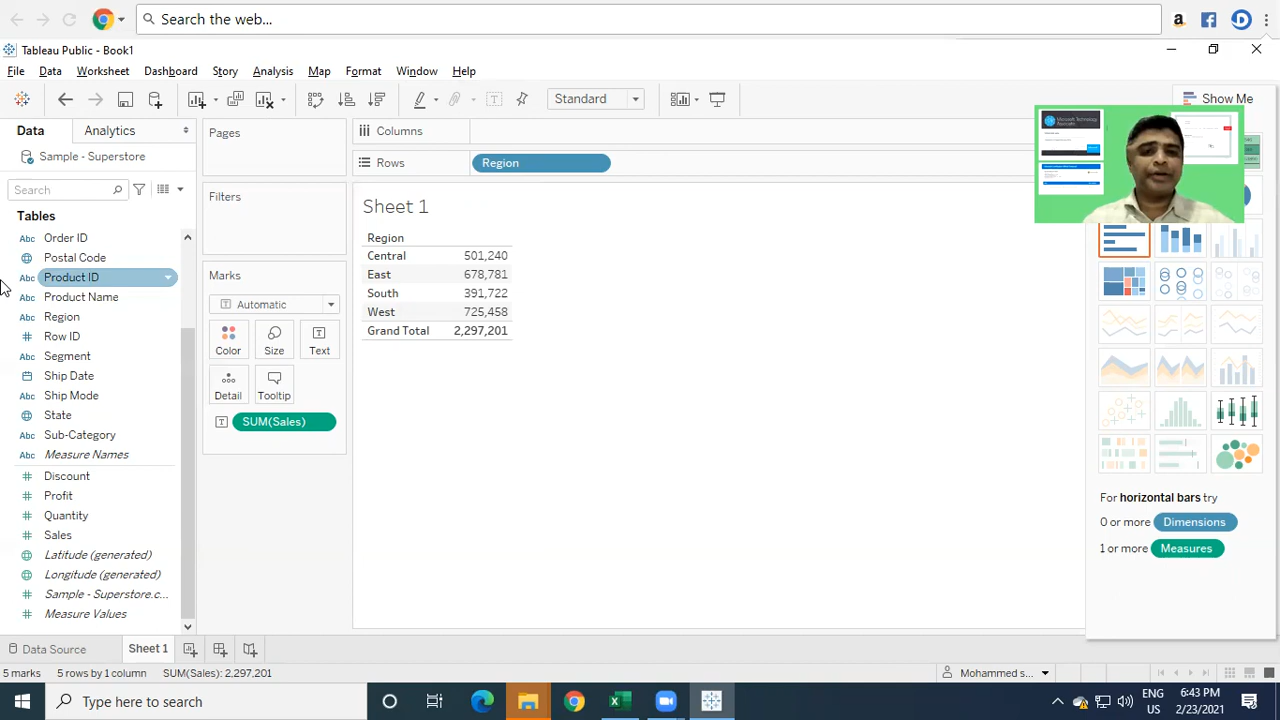 Search the web...
Tableau Public - Book1
File Data Worksheet Dashboard Story Analysis Map Format Window Help
Standard
Show Me
Data Analytics
Pages
Columns
Sample - Superstore
Rows
Region
Search
Filters
Sheet 1
Tables
Order ID
Postal Code
Product ID
Product Name
Region
Row ID
Segment
Ship Date
Ship Mode
State
Sub-Category
Measure Names
Discount
Profit
Quantity
Sales
Latitude (generated)
Longitude (generated)
Sample - Superstore.c...
Measure Values
Marks
Automatic
Color Size Text
Detail Tooltip
SUM(Sales)
Region
Central 501,240
East 678,781
South 391,722
West 725,458
Grand Total 2,297,201
For horizontal bars try
0 or more Dimensions
1 or more Measures
Data Source Sheet 1
5 marks 5 rows by 1 column SUM(Sales): 2,297,201
Mohammed s...
Type here to search
ENG
US
6:43 PM
2/23/2021